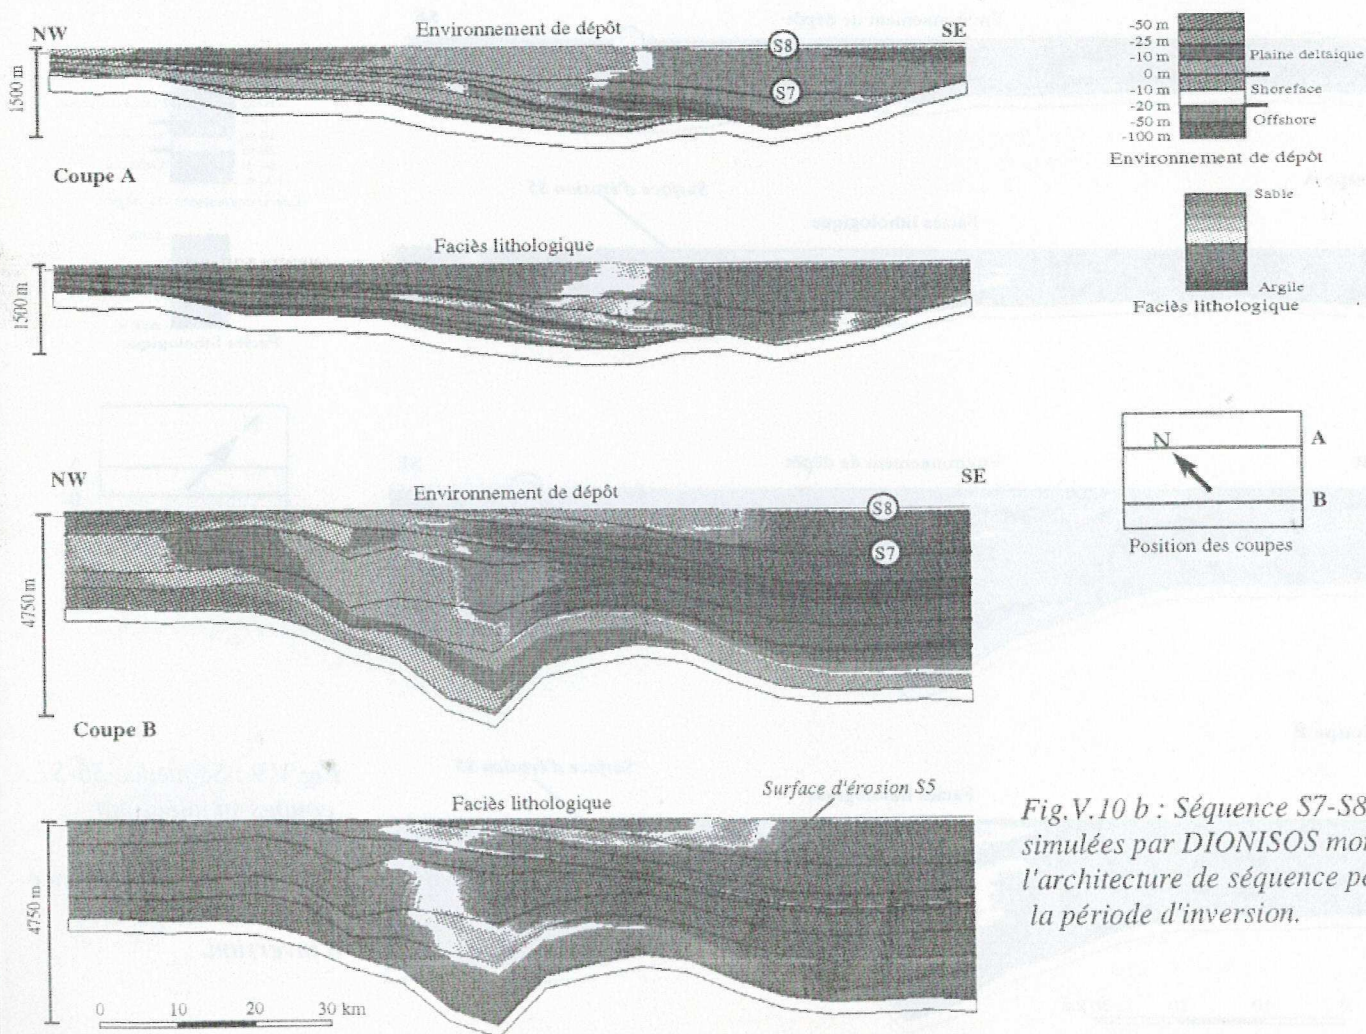 NW
Environnement de dépôt
S8
SE
1500 m
S7
Coupe A
Faciès lithologique
1500 m
-50 m
-25 m
-10 m
Plaine deltaique
0 m
-10 m
Shoreface
-20 m
-50 m
Offshore
-100 m
Environnement de dépôt
Sable
Argile
Faciès lithologique
N
A
B
Position des coupes
NW
Environnement de dépôt
S8
SE
S7
4750 m
Coupe B
Faciès lithologique
Surface d'érosion S5
4750 m
0 10 20 30 km
Fig.V.10 b : Séquence S7-S8
simulées par DIONISOS
l'architecture de séquence
la période d'inversion.